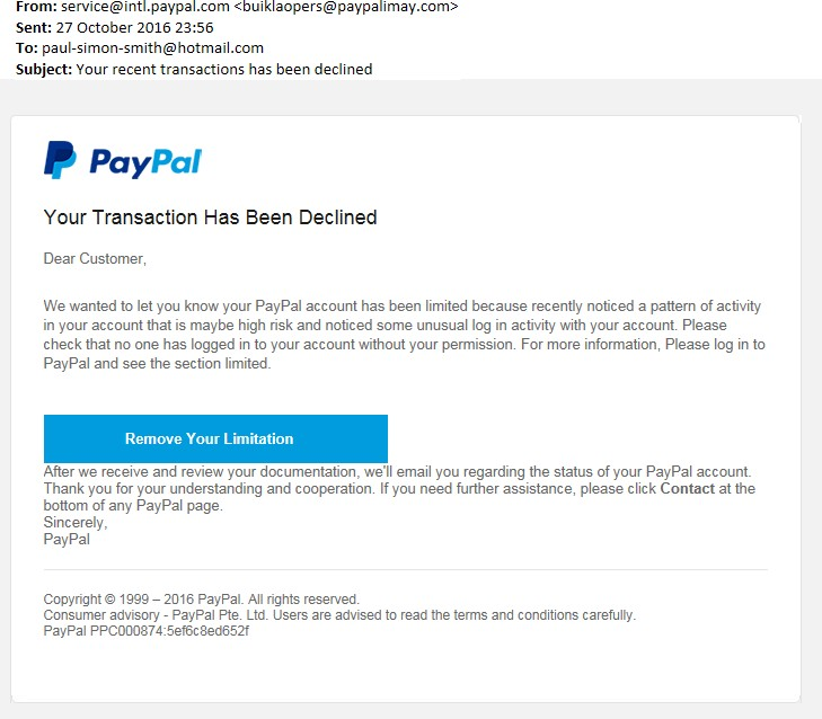 From: service@intl.paypal.com <buiklaopers@paypalimay.com>
Sent: 27 October 2016 23:56
To: paul-simon-smith@hotmail.com
Subject: Your recent transactions has been declined
PayPal
Your Transaction Has Been Declined
Dear Customer,
We wanted to let you know your PayPal account has been limited because recently noticed a pattern of activity
in your account that is maybe high risk and noticed some unusual log in activity with your account. Please
check that no one has logged in to your account without your permission. For more information, Please log in to
PayPal and see the section limited.
Remove Your Limitation
After we receive and review your documentation, we'll email you regarding the status of your PayPal account.
Thank you for your understanding and cooperation. If you need further assistance, please click Contact at the
bottom of any PayPal page.
Sincerely,
PayPal
Copyright © 1999 – 2016 PayPal. All rights reserved.
Consumer advisory - PayPal Pte. Ltd. Users are advised to read the terms and conditions carefully.
PayPal PPC000874:5ef6c8ed652f